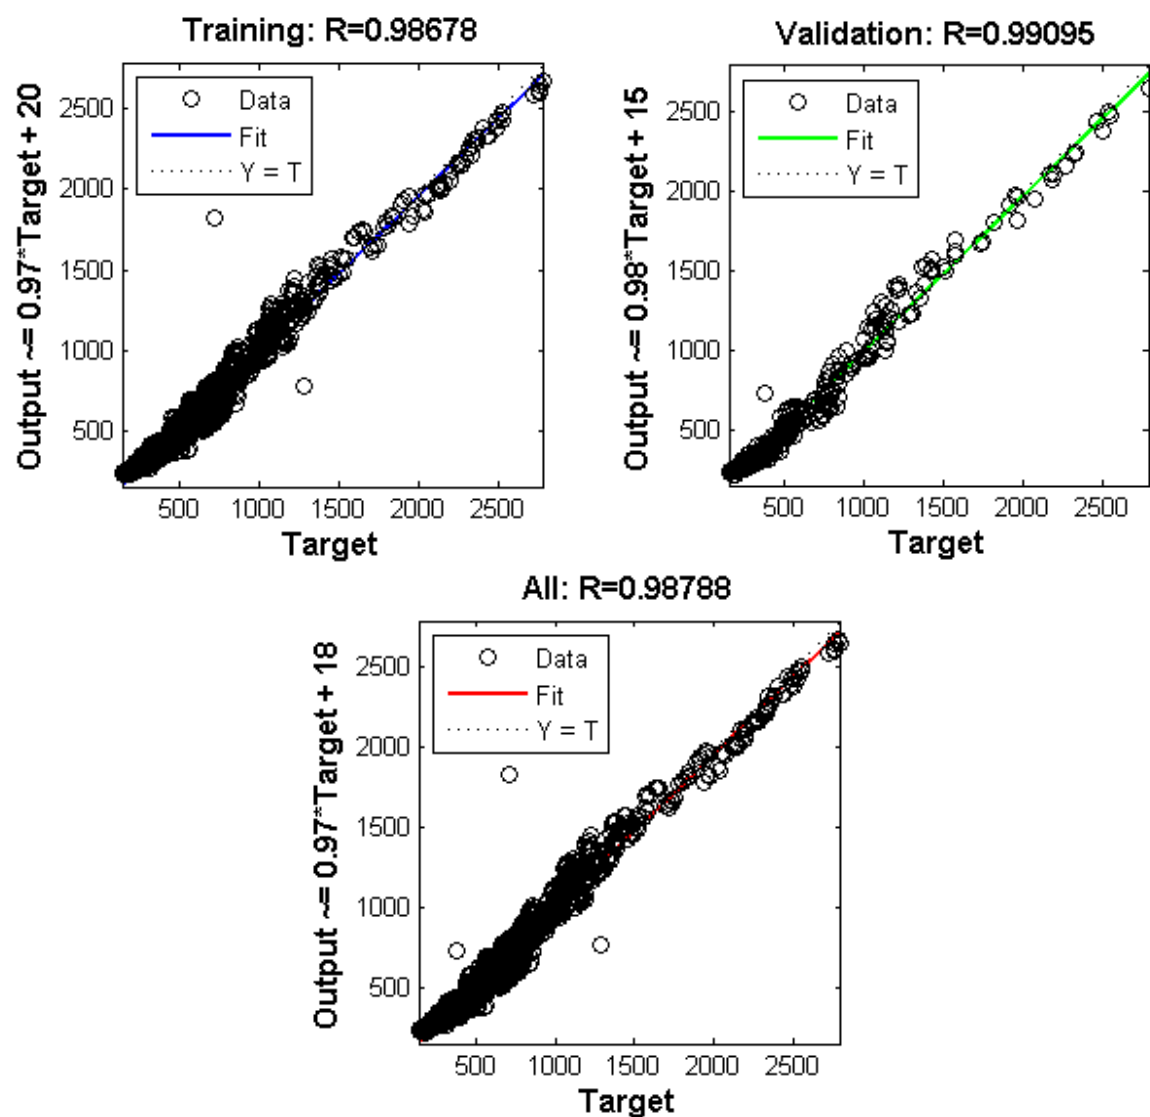 Training: R=0.98678
Output ~= 0.97*Target + 20
Data
Fit
Y = T
2500
2000
1500
1000
500
500 1000 1500 2000 2500
Target
Validation: R=0.99095
Output ~= 0.98*Target + 15
Data
Fit
Y = T
2500
2000
1500
1000
500
500 1000 1500 2000 2500
Target
All: R=0.98788
Output ~= 0.97*Target + 18
Data
Fit
Y = T
2500
2000
1500
1000
500
500 1000 1500 2000 2500
Target